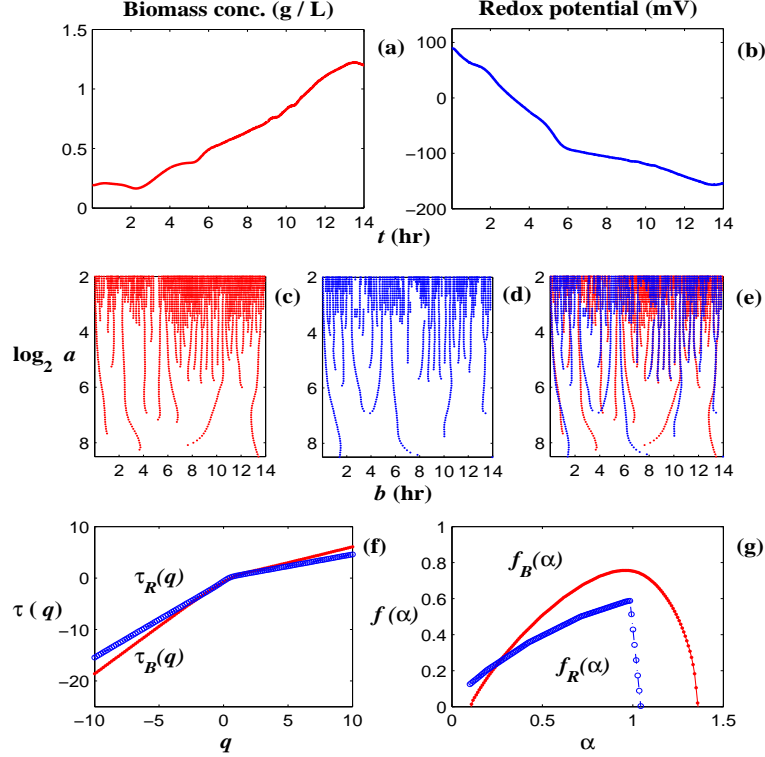 Biomass conc. (g / L)
Redox potential (mV)
1.5
1
0.5
0
2 4 6 8 10 12 14
(a)
100
0
−100
−200
2 4 6 8 10 12 14
(b)
t (hr)
log2 a
2
4
6
8
2 4 6 8 10 12 14
(c)
2
4
6
8
2 4 6 8 10 12 14
(d)
2
4
6
8
2 4 6 8 10 12 14
(e)
b (hr)
τ (q)
10
0
−10
−20
−10 −5 0 5 10
τR(q)
τB(q)
(f)
q
f (α)
1
0.8
0.6
0.4
0.2
0
0 0.5 1 1.5
fB(α)
fR(α)
(g)
α